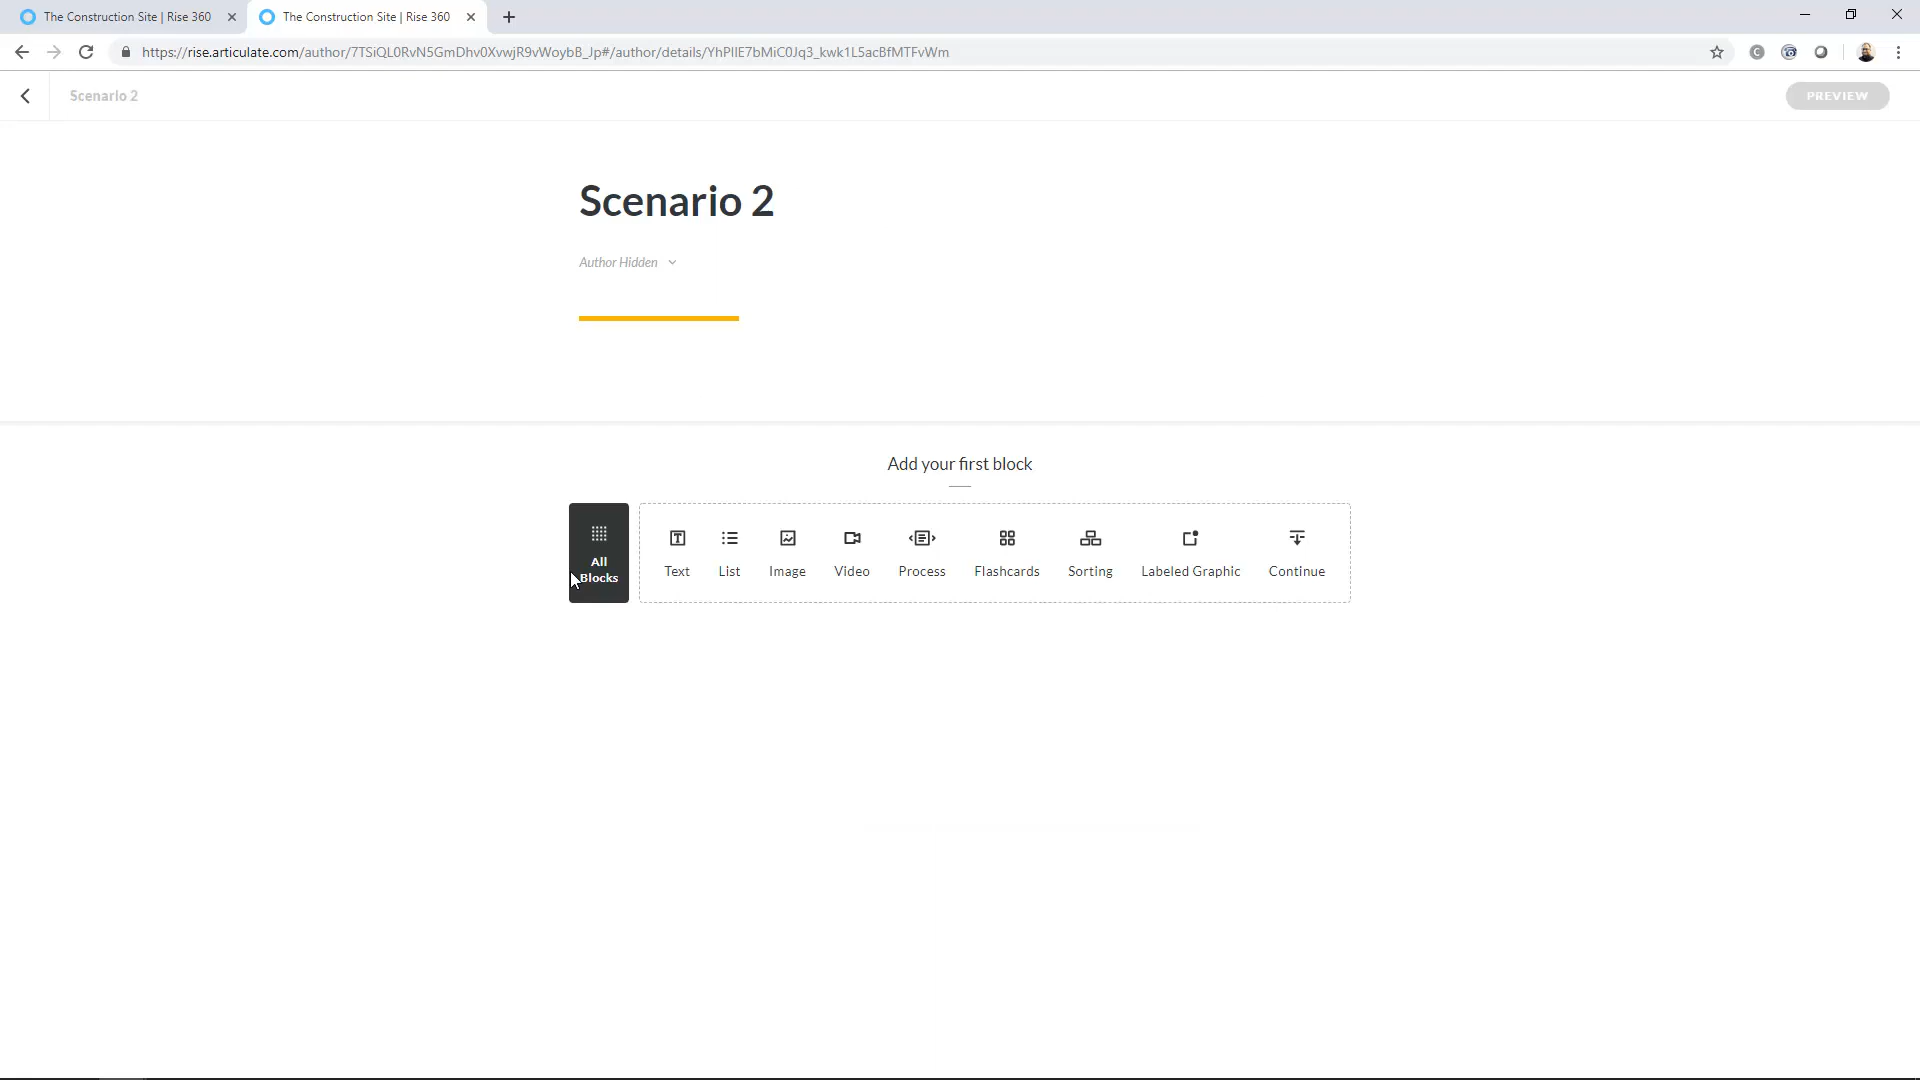 The Construction Site | Rise 360
The Construction Site | Rise 360
https://rise.articulate.com/author/7TSiQL0RvN5GmDhv0XvwjR9vWoybB_Jp#/author/details/YhPIlE7bMiC0Jq3_kwk1L5acBfMTFvWm
Scenario 2
PREVIEW
Scenario 2
Author Hidden
Add your first block
All
Blocks
Text
List
Image
Video
Process
Flashcards
Sorting
Labeled Graphic
Continue